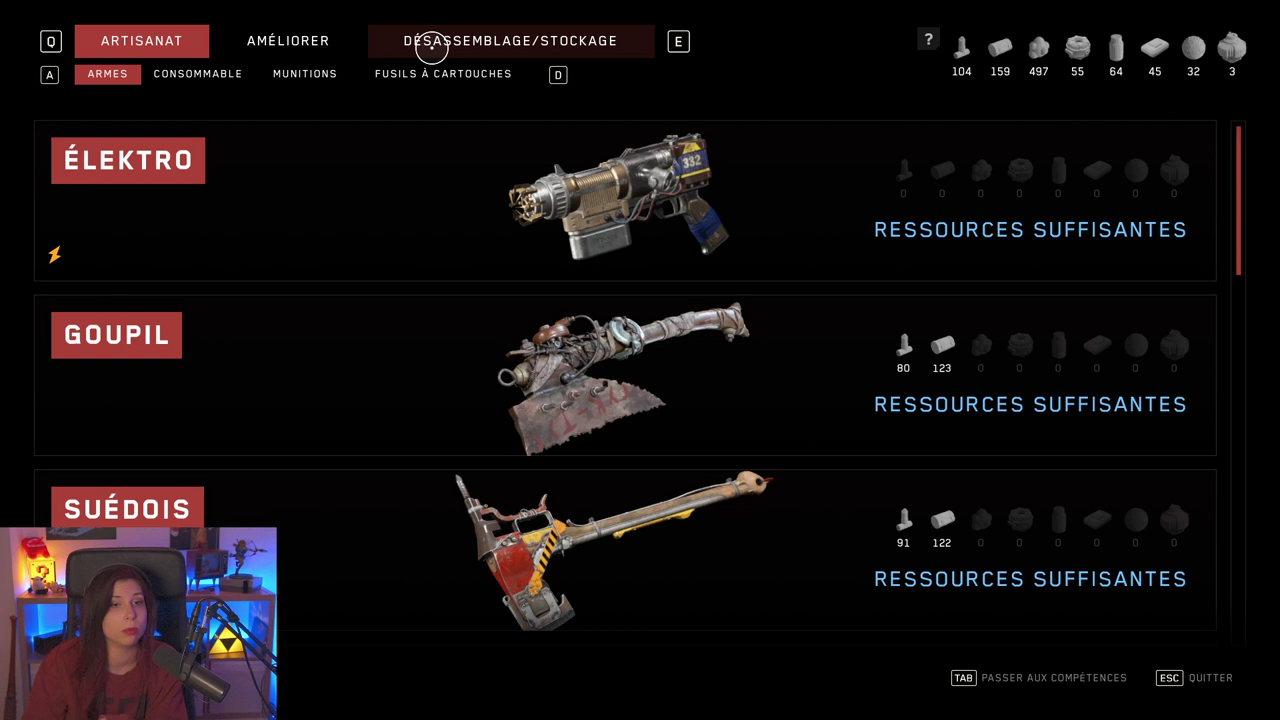 Q ARTISANAT AMÉLIORER DÉSASSEMBLAGE/STOCKAGE E ?
A ARMES CONSOMMABLE MUNITIONS FUSILS À CARTOUCHES D
104 159 497 55 64 45 32 3
ÉLEKTRO
332
0 0 0 0 0 0 0 0
RESSOURCES SUFFISANTES
GOUPIL
80 123 0 0 0 0 0 0
RESSOURCES SUFFISANTES
SUÉDOIS
91 122 0 0 0 0 0 0
RESSOURCES SUFFISANTES
TAB PASSER AUX COMPÉTENCES ESC QUITTER